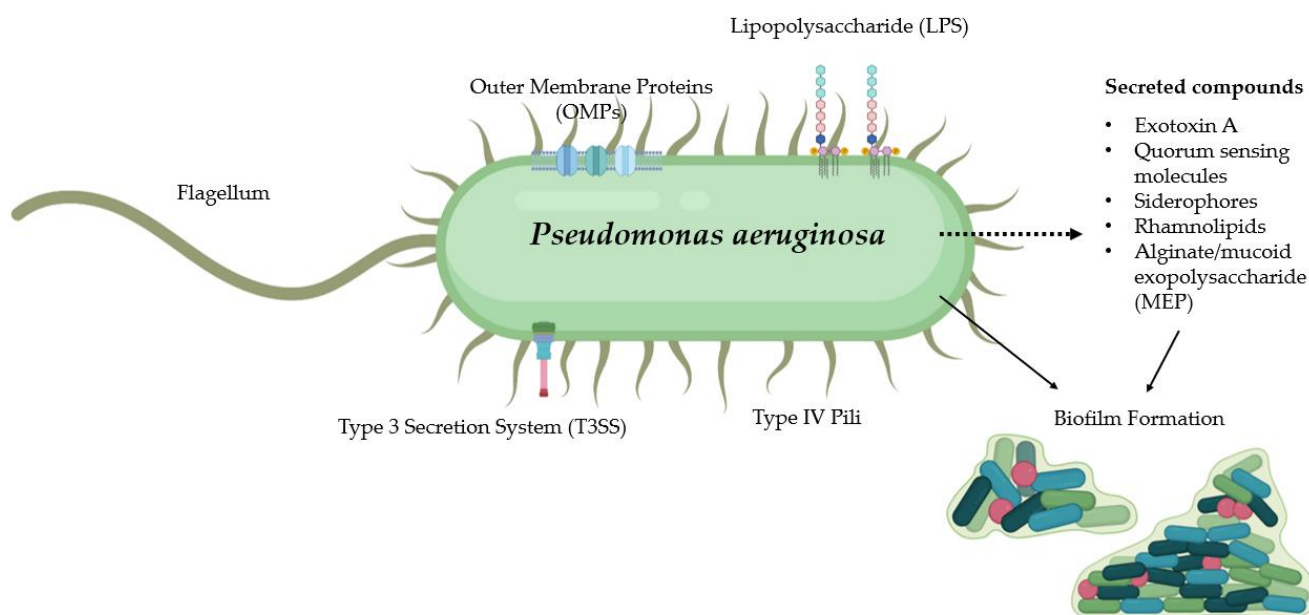 Lipopolysaccharide (LPS)
Outer Membrane Proteins
(OMPs)
Secreted compounds
• Exotoxin A
• Quorum sensing
molecules
• Siderophores
• Rhamnolipids
• Alginate/mucoid
exopolysaccharide
(MEP)
Flagellum
Pseudomonas aeruginosa
P P P P
Type 3 Secretion System (T3SS)
Type IV Pili
Biofilm Formation